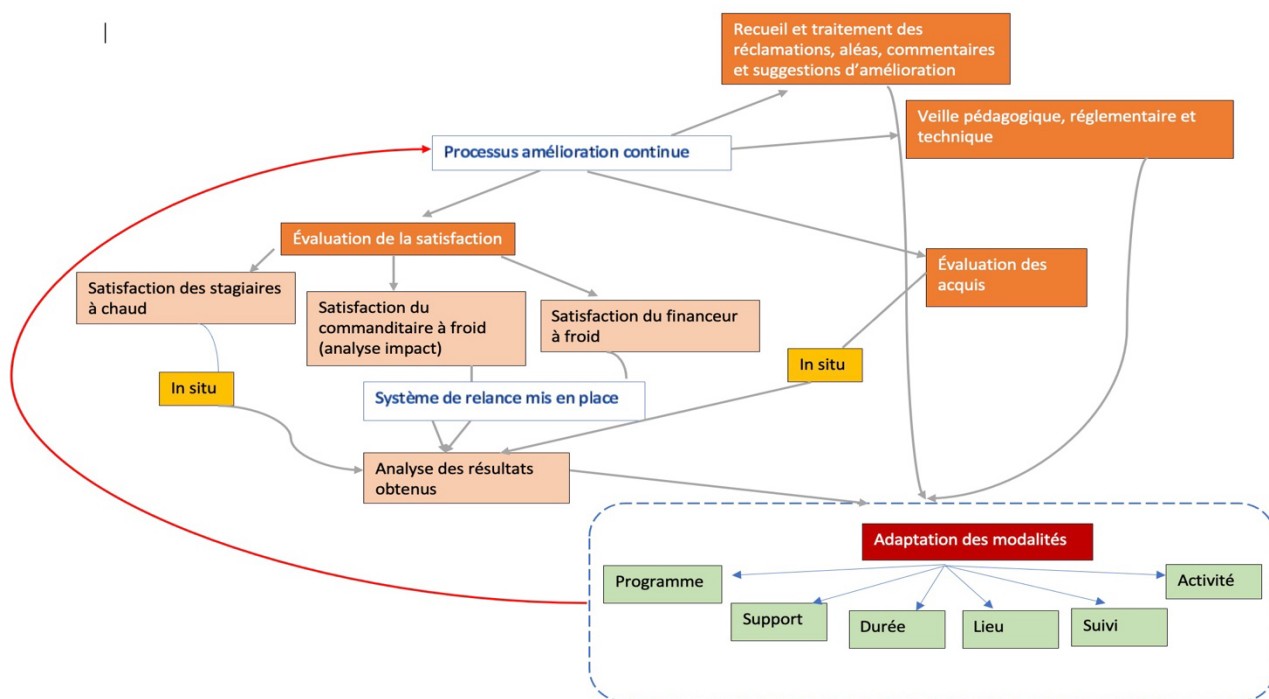 Recueil et traitement des
réclamations, aléas, commentaires
et suggestions d’amélioration
Veille pédagogique, réglementaire et
technique
Processus amélioration continue
Évaluation de la satisfaction
Évaluation des
acquis
Satisfaction des stagiaires
à chaud
Satisfaction du
commanditaire à froid
(analyse impact)
Satisfaction du financeur
à froid
In situ
In situ
Système de relance mis en place
Analyse des résultats
obtenus
Adaptation des modalités
Programme
Activité
Support
Durée
Lieu
Suivi